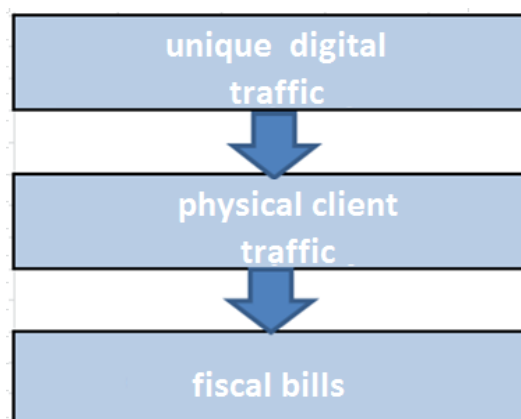 unique digital
traffic
physical client
traffic
fiscal bills